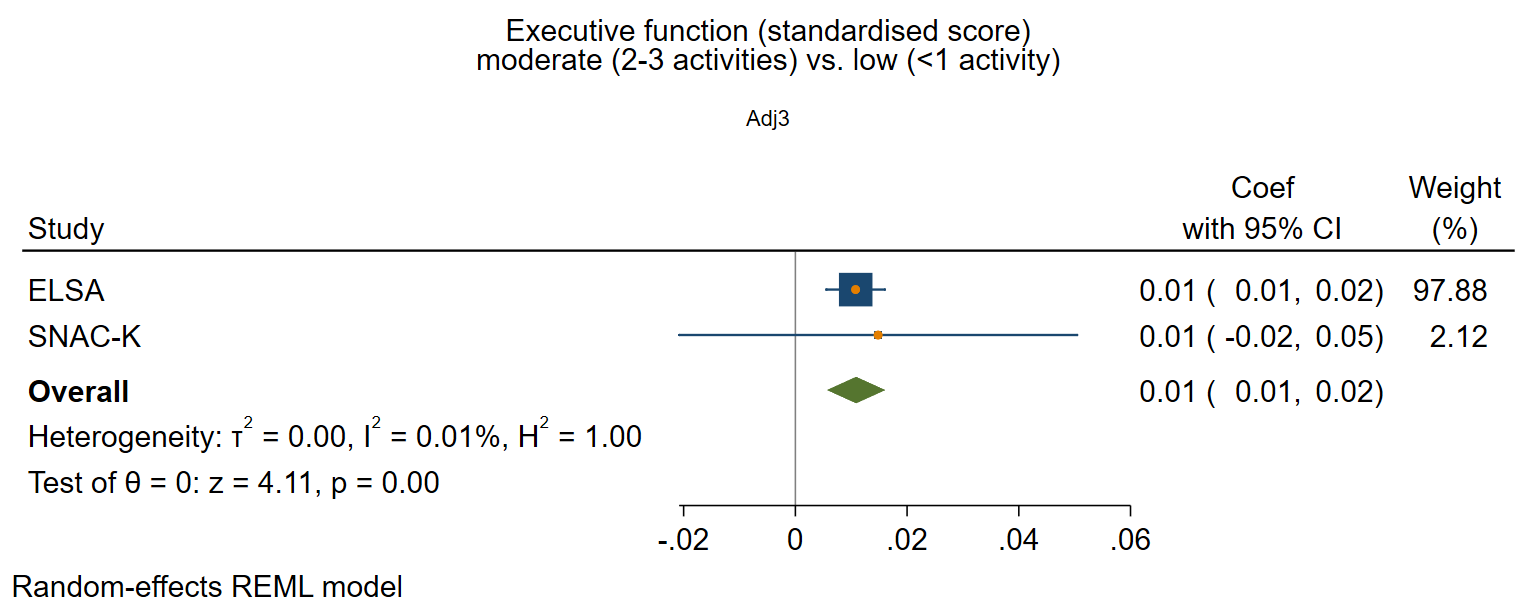 Executive function (standardised score)
moderate (2-3 activities) vs. low (<1 activity)
Adj3
Coef Weight
Study with 95% CI (%)
ELSA 0.01 ( 0.01, 0.02) 97.88
SNAC-K 0.01 ( -0.02, 0.05) 2.12
Overall 0.01 ( 0.01, 0.02)
Heterogeneity: τ² = 0.00, I² = 0.01%, H² = 1.00
Test of θ = 0: z = 4.11, p = 0.00
-.02 0 .02 .04 .06
Random-effects REML model